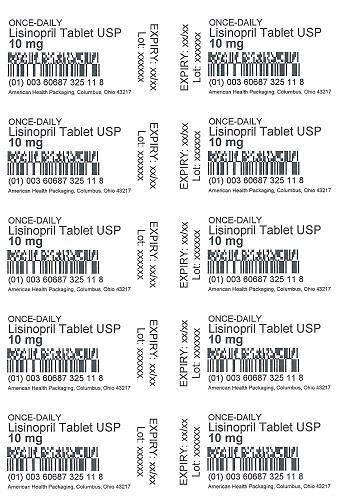 ONCE-DAILY
Lisinopril Tablet USP
10 mg
(01) 003 60687 325 11 8
American Health Packaging, Columbus, Ohio 43217
EXPIRY: xx/xx
Lot: xxxxxx
EXPIRY: xx/xx
Lot: xxxxxx
ONCE-DAILY
Lisinopril Tablet USP
10 mg
(01) 003 60687 325 11 8
American Health Packaging, Columbus, Ohio 43217
ONCE-DAILY
Lisinopril Tablet USP
10 mg
(01) 003 60687 325 11 8
American Health Packaging, Columbus, Ohio 43217
EXPIRY: xx/xx
Lot: xxxxxx
EXPIRY: xx/xx
Lot: xxxxxx
ONCE-DAILY
Lisinopril Tablet USP
10 mg
(01) 003 60687 325 11 8
American Health Packaging, Columbus, Ohio 43217
ONCE-DAILY
Lisinopril Tablet USP
10 mg
(01) 003 60687 325 11 8
American Health Packaging, Columbus, Ohio 43217
EXPIRY: xx/xx
Lot: xxxxxx
EXPIRY: xx/xx
Lot: xxxxxx
ONCE-DAILY
Lisinopril Tablet USP
10 mg
(01) 003 60687 325 11 8
American Health Packaging, Columbus, Ohio 43217
ONCE-DAILY
Lisinopril Tablet USP
10 mg
(01) 003 60687 325 11 8
American Health Packaging, Columbus, Ohio 43217
EXPIRY: xx/xx
Lot: xxxxxx
EXPIRY: xx/xx
Lot: xxxxxx
ONCE-DAILY
Lisinopril Tablet USP
10 mg
(01) 003 60687 325 11 8
American Health Packaging, Columbus, Ohio 43217
ONCE-DAILY
Lisinopril Tablet USP
10 mg
(01) 003 60687 325 11 8
American Health Packaging, Columbus, Ohio 43217
EXPIRY: xx/xx
Lot: xxxxxx
EXPIRY: xx/xx
Lot: xxxxxx
ONCE-DAILY
Lisinopril Tablet USP
10 mg
(01) 003 60687 325 11 8
American Health Packaging, Columbus, Ohio 43217